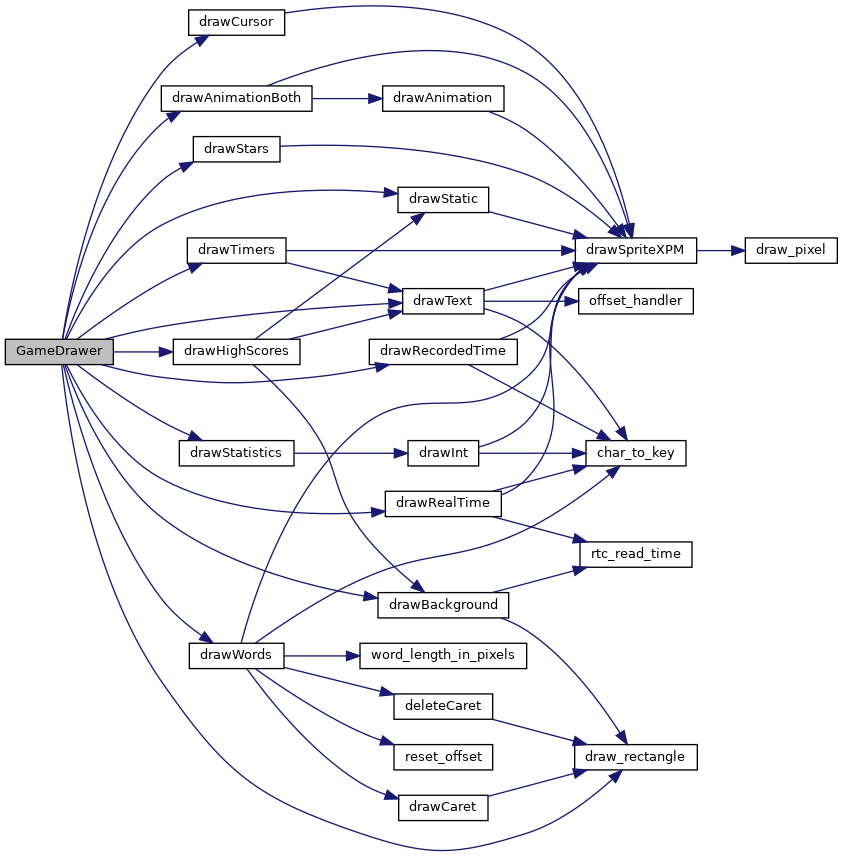 drawCursor
drawAnimationBoth
drawAnimation
drawStars
drawStatic
drawTimers
drawSpriteXPM
draw_pixel
drawText
offset_handler
GameDrawer
drawHighScores
drawRecordedTime
drawStatistics
drawInt
char_to_key
drawRealTime
rtc_read_time
drawBackground
drawWords
word_length_in_pixels
deleteCaret
reset_offset
draw_rectangle
drawCaret